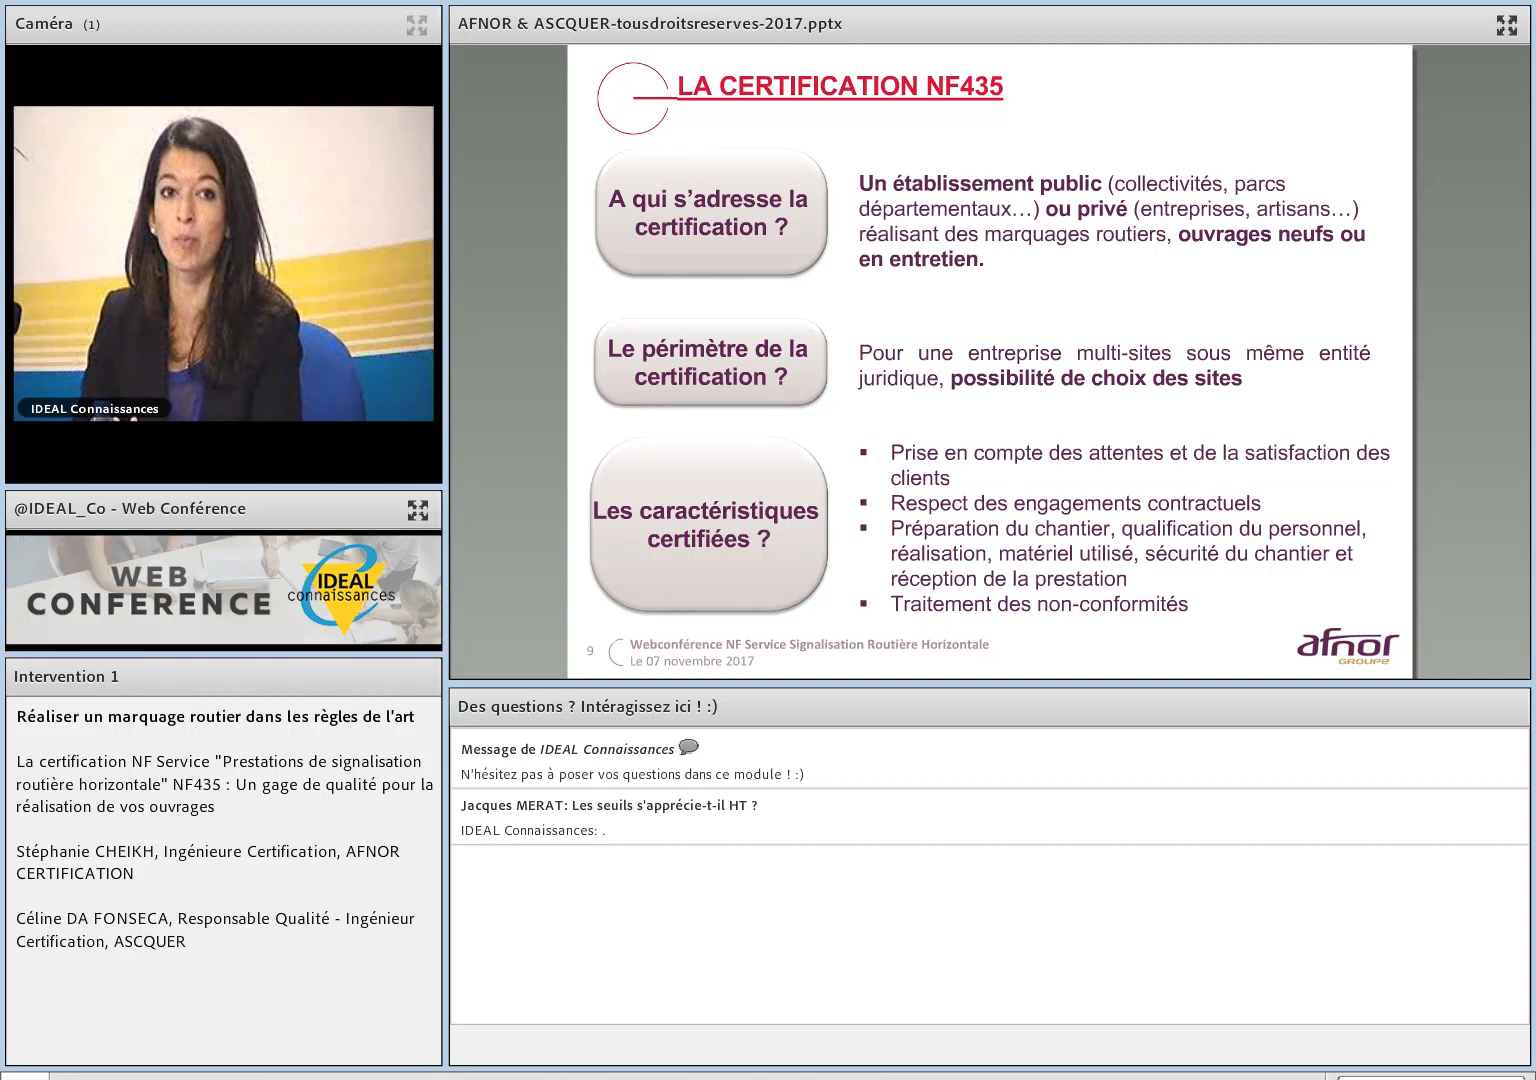 Caméra (1)
IDEAL Connaissances
@IDEAL_Co - Web Conférence
WEB
CONFERENCE
IDEAL
connaissances
Intervention 1
Réaliser un marquage routier dans les règles de l'art
La certification NF Service "Prestations de signalisation
routière horizontale" NF435 : Un gage de qualité pour la
réalisation de vos ouvrages
Stéphanie CHEIKH, Ingénieure Certification, AFNOR
CERTIFICATION
Céline DA FONSECA, Responsable Qualité - Ingénieur
Certification, ASCQUER
AFNOR & ASCQUER-tousdroitsreserves-2017.pptx
LA CERTIFICATION NF435
A qui s'adresse la
certification ?
Un établissement public (collectivités, parcs
départementaux…) ou privé (entreprises, artisans…)
réalisant des marquages routiers, ouvrages neufs ou
en entretien.
Le périmètre de la
certification ?
Pour une entreprise multi-sites sous même entité
juridique, possibilité de choix des sites
Les caractéristiques
certifiées ?
▪ Prise en compte des attentes et de la satisfaction des
clients
▪ Respect des engagements contractuels
▪ Préparation du chantier, qualification du personnel,
réalisation, matériel utilisé, sécurité du chantier et
réception de la prestation
▪ Traitement des non-conformités
9
Webconférence NF Service Signalisation Routière Horizontale
Le 07 novembre 2017
afnor
GROUPE
Des questions ? Intéragissez ici ! :)
Message de IDEAL Connaissances
N'hésitez pas à poser vos questions dans ce module ! :)
Jacques MERAT: Les seuils s'apprécie-t-il HT ?
IDEAL Connaissances: .